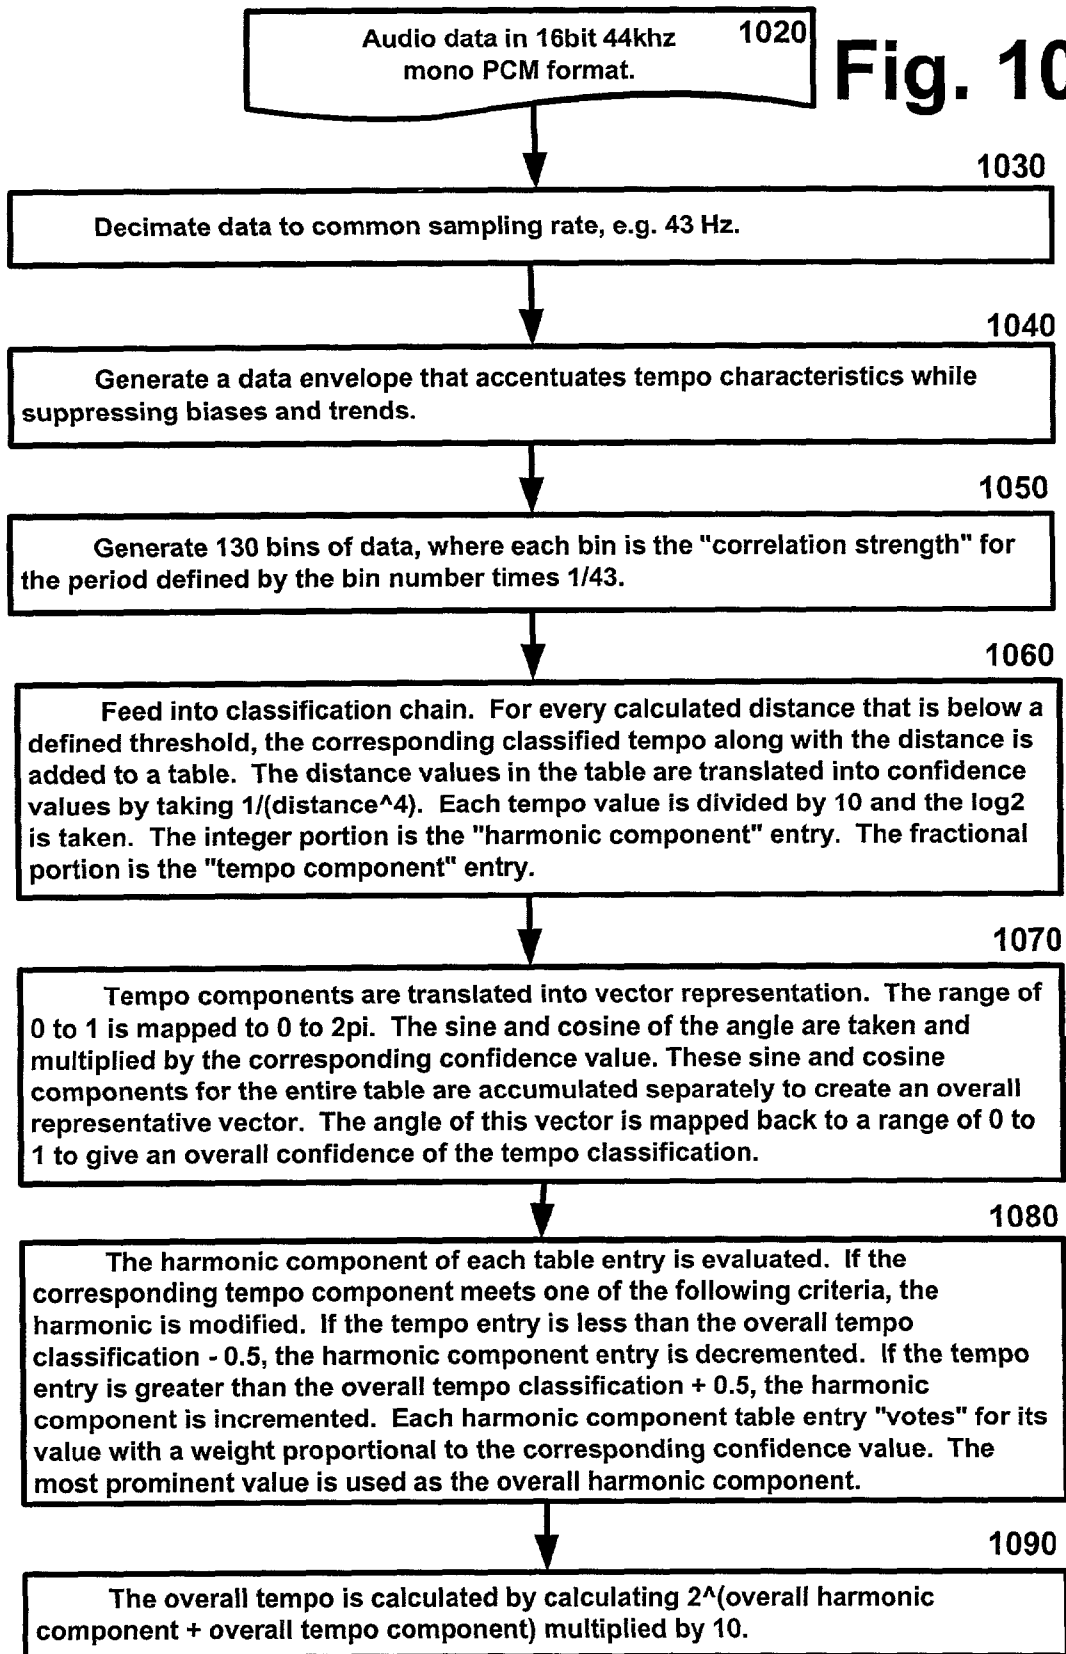 Audio data in 16bit 44khz
mono PCM format.
1020
Fig. 10
1030
Decimate data to common sampling rate, e.g. 43 Hz.
1040
Generate a data envelope that accentuates tempo characteristics while
suppressing biases and trends.
1050
Generate 130 bins of data, where each bin is the "correlation strength" for
the period defined by the bin number times 1/43.
1060
Feed into classification chain. For every calculated distance that is below a
defined threshold, the corresponding classified tempo along with the distance is
added to a table. The distance values in the table are translated into confidence
values by taking 1/(distance^4). Each tempo value is divided by 10 and the log2
is taken. The integer portion is the "harmonic component" entry. The fractional
portion is the "tempo component" entry.
1070
Tempo components are translated into vector representation. The range of
0 to 1 is mapped to 0 to 2pi. The sine and cosine of the angle are taken and
multiplied by the corresponding confidence value. These sine and cosine
components for the entire table are accumulated separately to create an overall
representative vector. The angle of this vector is mapped back to a range of 0 to
1 to give an overall confidence of the tempo classification.
1080
The harmonic component of each table entry is evaluated. If the
corresponding tempo component meets one of the following criteria, the
harmonic is modified. If the tempo entry is less than the overall tempo
classification - 0.5, the harmonic component entry is decremented. If the tempo
entry is greater than the overall tempo classification + 0.5, the harmonic
component is incremented. Each harmonic component table entry "votes" for its
value with a weight proportional to the corresponding confidence value. The
most prominent value is used as the overall harmonic component.
1090
The overall tempo is calculated by calculating 2^(overall harmonic
component + overall tempo component) multiplied by 10.